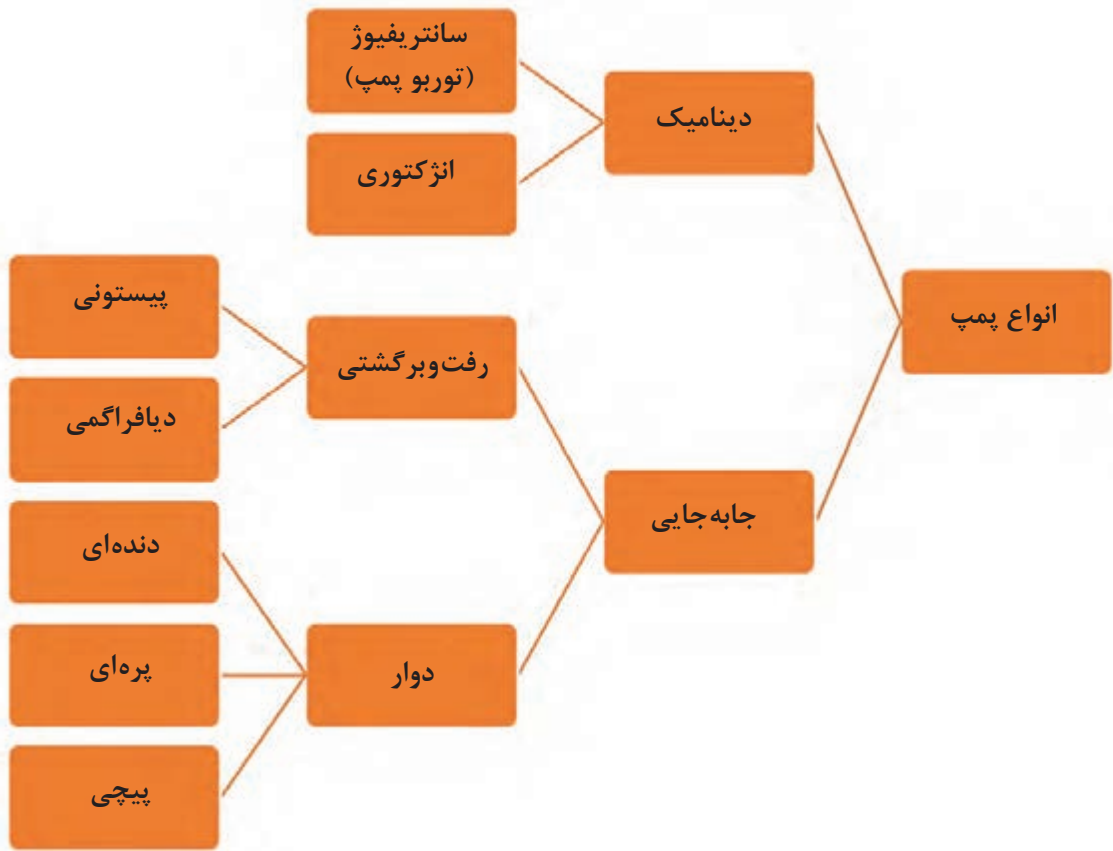 انواع پمپ
دینامیک
سانتریفیوژ
(توربو پمپ)
انژکتوری
جابه‌جایی
رفت‌وبرگشتی
پیستونی
دیافراگمی
دوار
دنده‌ای
پره‌ای
پیچی